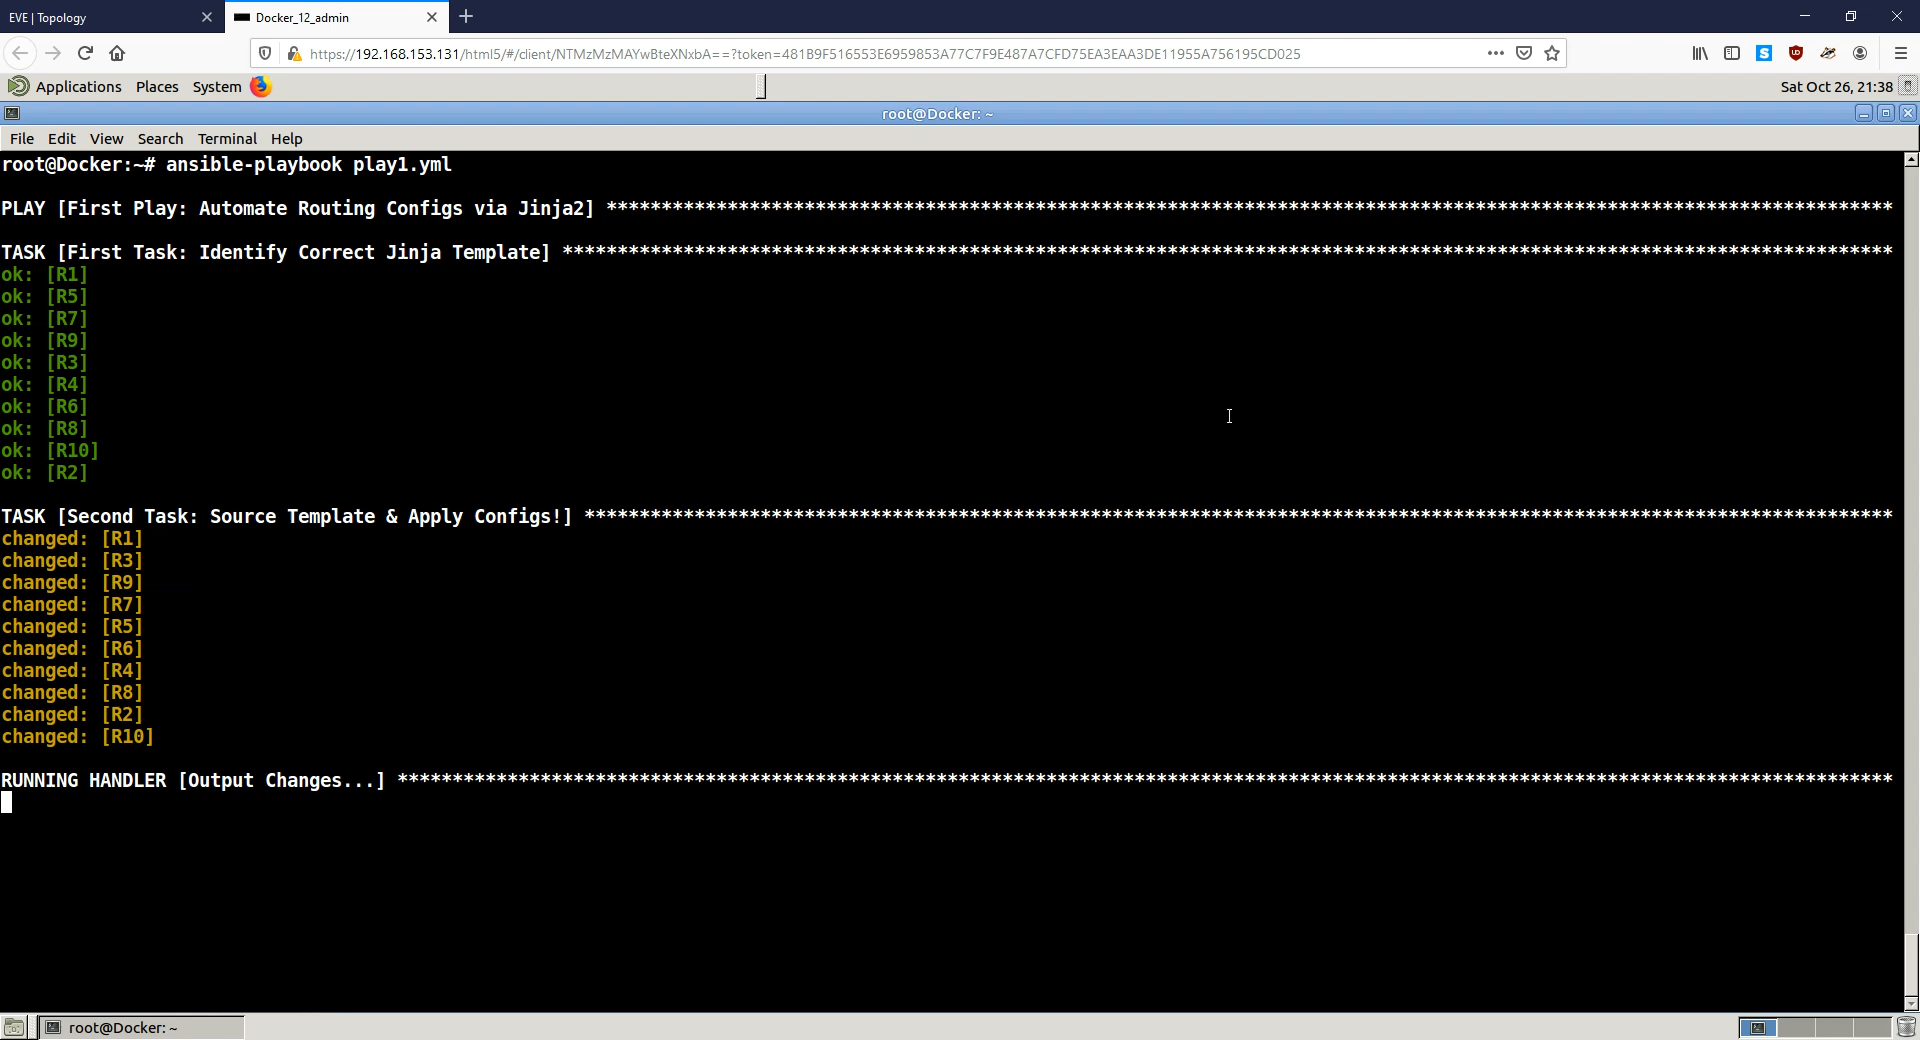 EVE | Topology
Docker_12_admin
https://192.168.153.131/html5/#/client/NTMzMzMAYwBteXNxbA==?token=481B9F516553E6959853A77C7F9E487A7CFD75EA3EAA3DE11955A756195CD025
Applications Places System
Sat Oct 26, 21:38
root@Docker: ~
File Edit View Search Terminal Help
root@Docker:~# ansible-playbook play1.yml
PLAY [First Play: Automate Routing Configs via Jinja2] *********************************************************************************************************************
TASK [First Task: Identify Correct Jinja Template] *************************************************************************************************************************
ok: [R1]
ok: [R5]
ok: [R7]
ok: [R9]
ok: [R3]
ok: [R4]
ok: [R6]
ok: [R8]
ok: [R10]
ok: [R2]
TASK [Second Task: Source Template & Apply Configs!] ***********************************************************************************************************************
changed: [R1]
changed: [R3]
changed: [R9]
changed: [R7]
changed: [R5]
changed: [R6]
changed: [R4]
changed: [R8]
changed: [R2]
changed: [R10]
RUNNING HANDLER [Output Changes...] ****************************************************************************************************************************************
root@Docker: ~